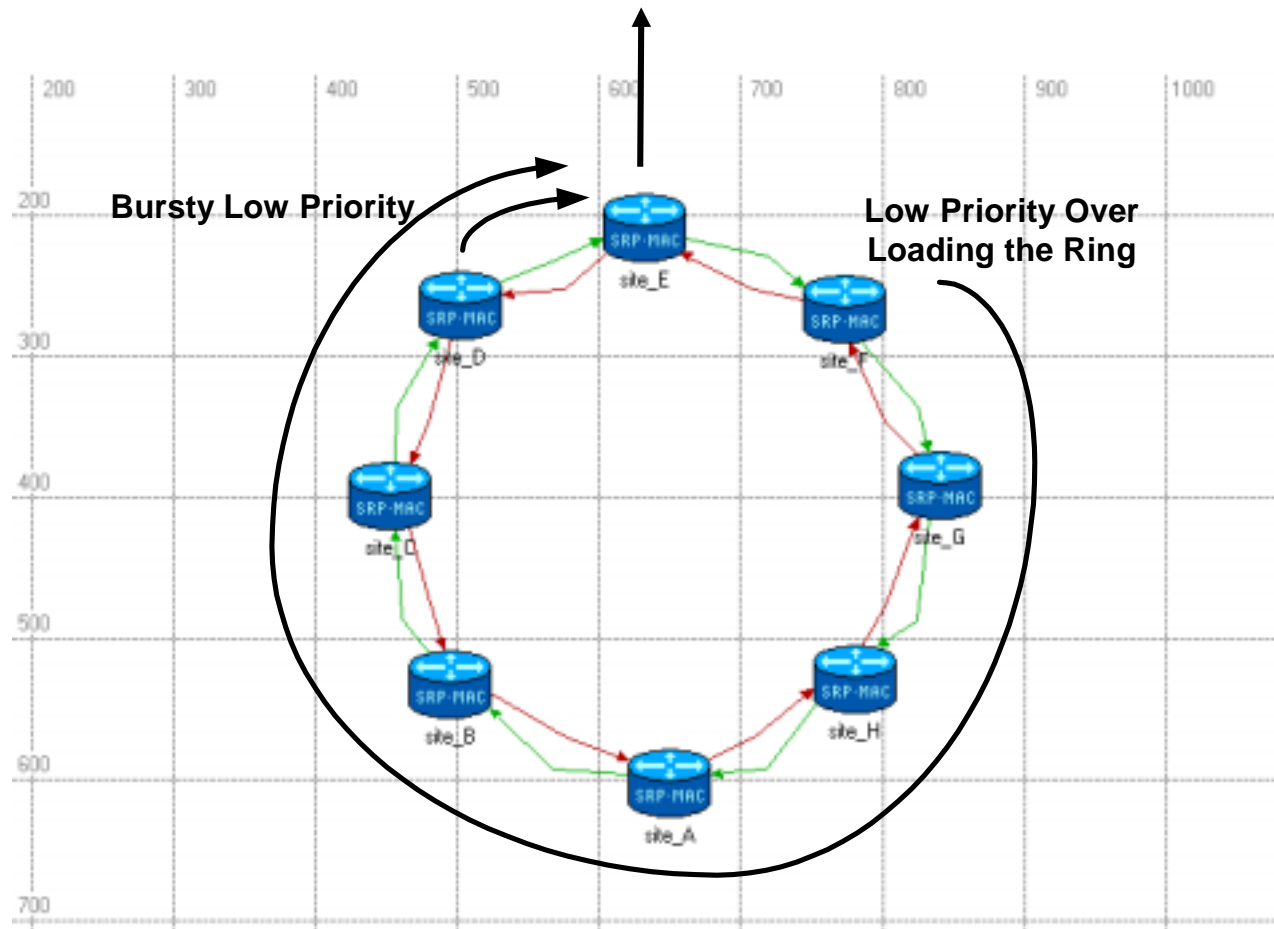 200 300 400 500 600 700 800 900 1000
200
Bursty Low Priority
Low Priority Over
Loading the Ring
SRP-MAC
site_E
SRP-MAC
site_D
SRP-MAC
site_F
300
SRP-MAC
site_C
SRP-MAC
site_G
400
500
SRP-MAC
site_B
SRP-MAC
site_H
600
SRP-MAC
site_A
700